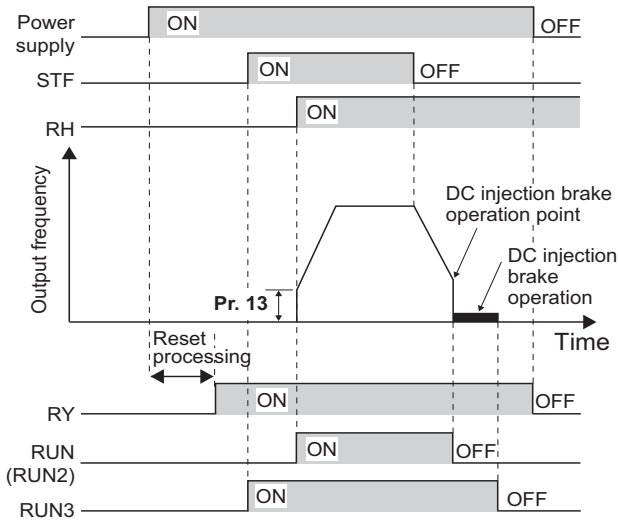 Power
supply
ON
OFF
STF
ON
OFF
RH
ON
Output frequency
DC injection brake
operation point
DC injection
brake
operation
Pr. 13
Time
Reset
processing
RY
ON
OFF
RUN
(RUN2)
ON
OFF
RUN3
ON
OFF